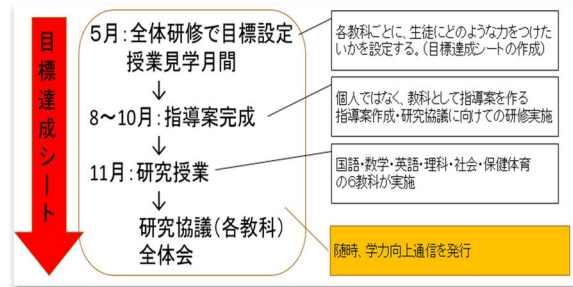 目標達成シート
5月：全体研修で目標設定
授業見学月間
↓
8～10月：指導案完成
↓
11月：研究授業
↓
研究協議（各教科）
全体会
各教科ごとに、生徒にどのような力をつけた
いかを設定する。（目標達成シートの作成）
個人ではなく、教科として指導案を作る
指導案作成・研究協議に向けての研修実施
国語・数学・英語・理科・社会・保健体育
の6教科が実施
随時、学力向上通信を発行